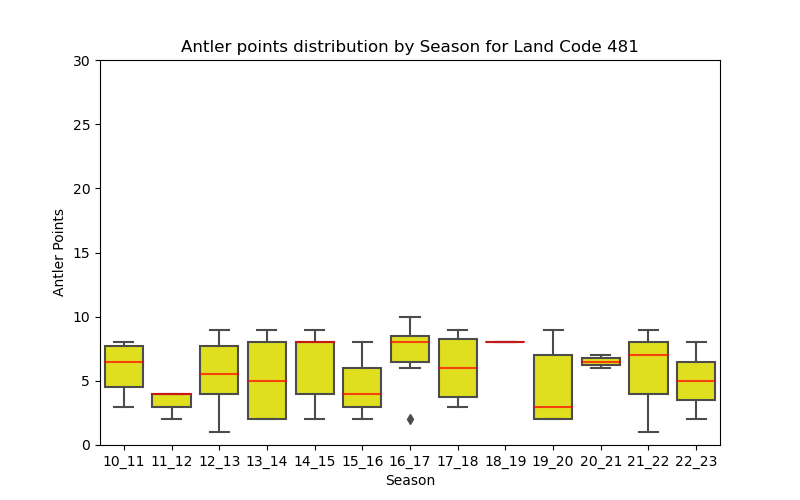 Antler points distribution by Season for Land Code 481
Antler Points
30
25
20
15
10
5
0
10_11 11_12 12_13 13_14 14_15 15_16 16_17 17_18 18_19 19_20 20_21 21_22 22_23
Season